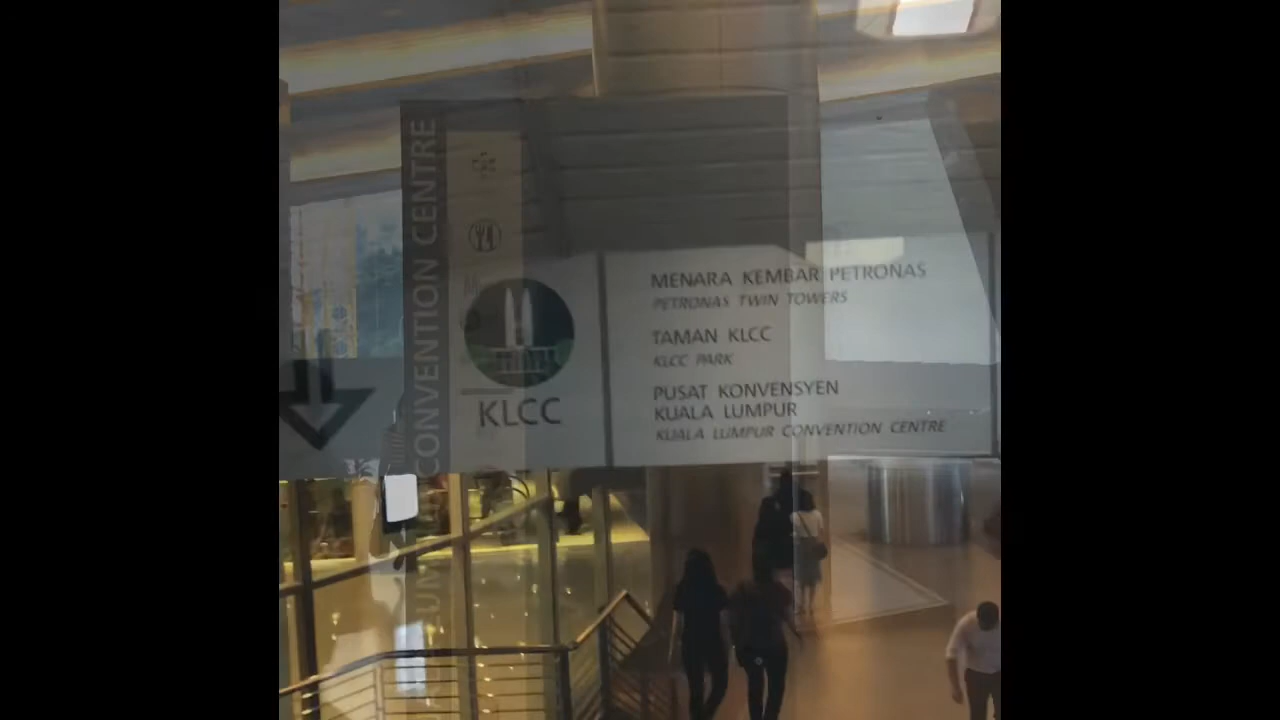 CONVENTION CENTRE
KLCC
MENARA KEMBAR PETRONAS
PETRONAS TWIN TOWERS
TAMAN KLCC
KLCC PARK
PUSAT KONVENSYEN
KUALA LUMPUR
KUALA LUMPUR CONVENTION CENTRE